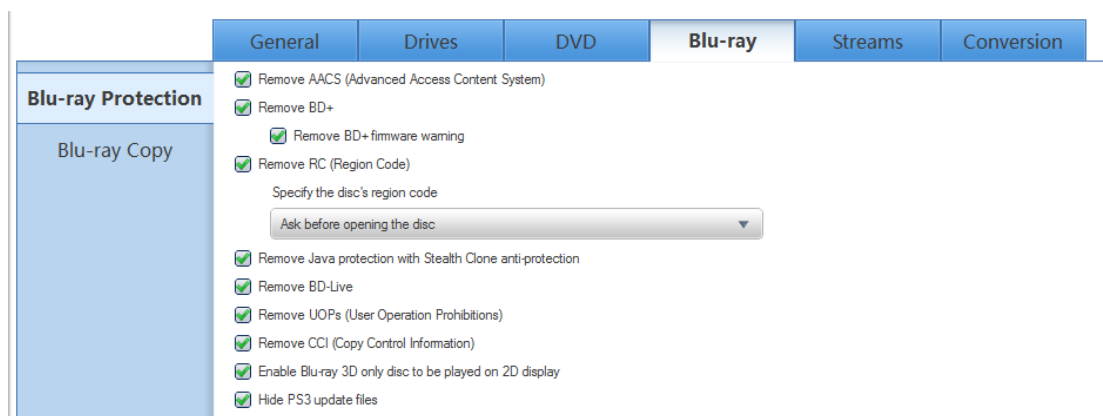 General Drives DVD Blu-ray Streams Conversion
Blu-ray Protection
Blu-ray Copy
Remove AACS (Advanced Access Content System)
Remove BD+
Remove BD+ firmware warning
Remove RC (Region Code)
Specify the disc's region code
Ask before opening the disc
Remove Java protection with Stealth Clone anti-protection
Remove BD-Live
Remove UOPs (User Operation Prohibitions)
Remove CCI (Copy Control Information)
Enable Blu-ray 3D only disc to be played on 2D display
Hide PS3 update files